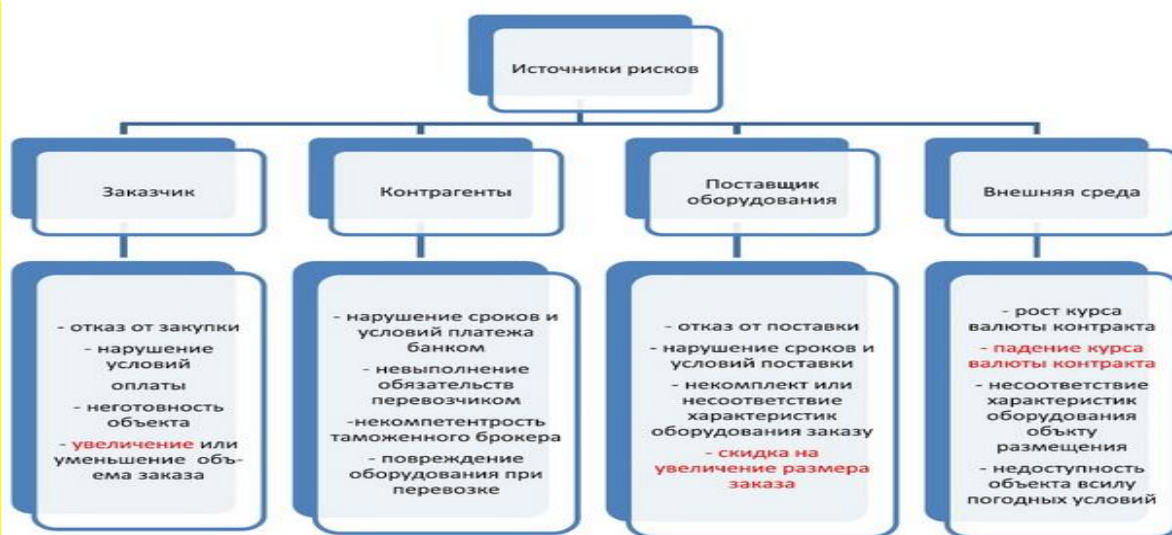 Источники рисков
Заказчик
Контрагенты
Поставщик
оборудования
Внешняя среда
- отказ от закупки
- нарушение
условий
оплаты
- неготовность
объекта
- увеличение или
уменьшение объ-
ема заказа
- нарушение сроков и
условий платежа
банком
- невыполнение
обязательств
перевозчиком
-некомпетентрость
таможенного брокера
- повреждение
оборудования при
перевозке
- отказ от поставки
- нарушение сроков и
условий поставки
- некомплект или
несоответствие
характеристик
оборудования заказу
- скидка на
увеличение размера
заказа
- рост курса
валюты контракта
- падение курса
валюты контракта
- несоответствие
характеристик
оборудования
объкту
размещения
- недоступность
объекта всилу
погодных условий